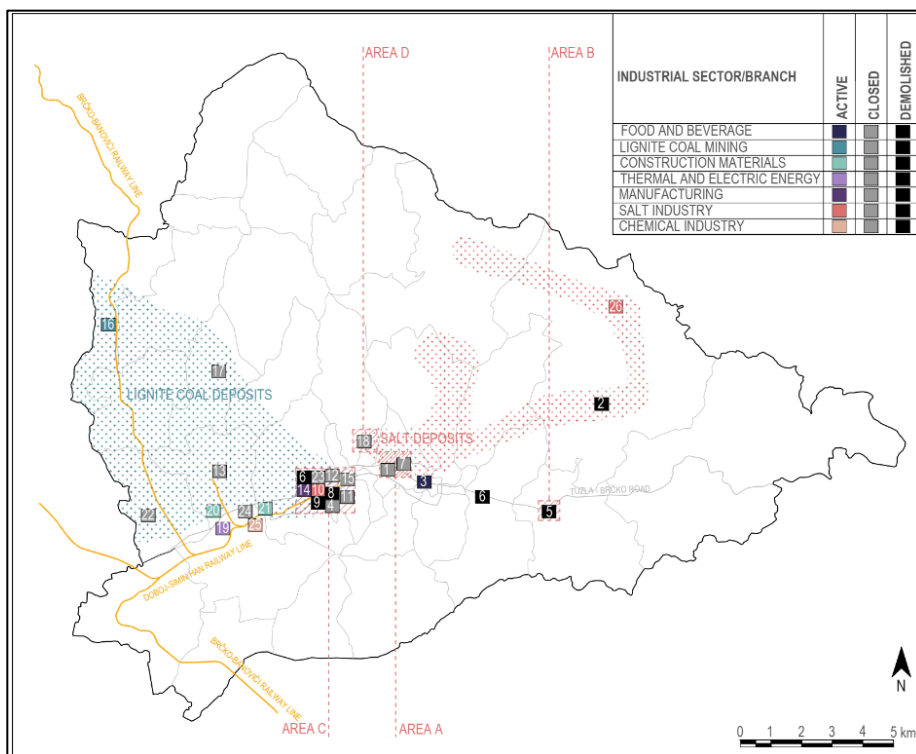 AREA D
AREA B
INDUSTRIAL SECTOR/BRANCH
ACTIVE
CLOSED
DEMOLISHED
FOOD AND BEVERAGE
LIGNITE COAL MINING
CONSTRUCTION MATERIALS
THERMAL AND ELECTRIC ENERGY
MANUFACTURING
SALT INDUSTRY
CHEMICAL INDUSTRY
BRČKO-BANOVIĆI RAILWAY LINE
26
16
17
LIGNITE COAL DEPOSITS
2
18
SALT DEPOSITS
7
13
6
23
12
15
3
14
10
8
11
6
9
4
TUZLA - BRČKO ROAD
5
22
20
24
21
19
25
DOBOJ-SIMIN HAN RAILWAY LINE
BRČKO-BANOVIĆI RAILWAY LINE
AREA C
AREA A
N
0 1 2 3 4 5 km